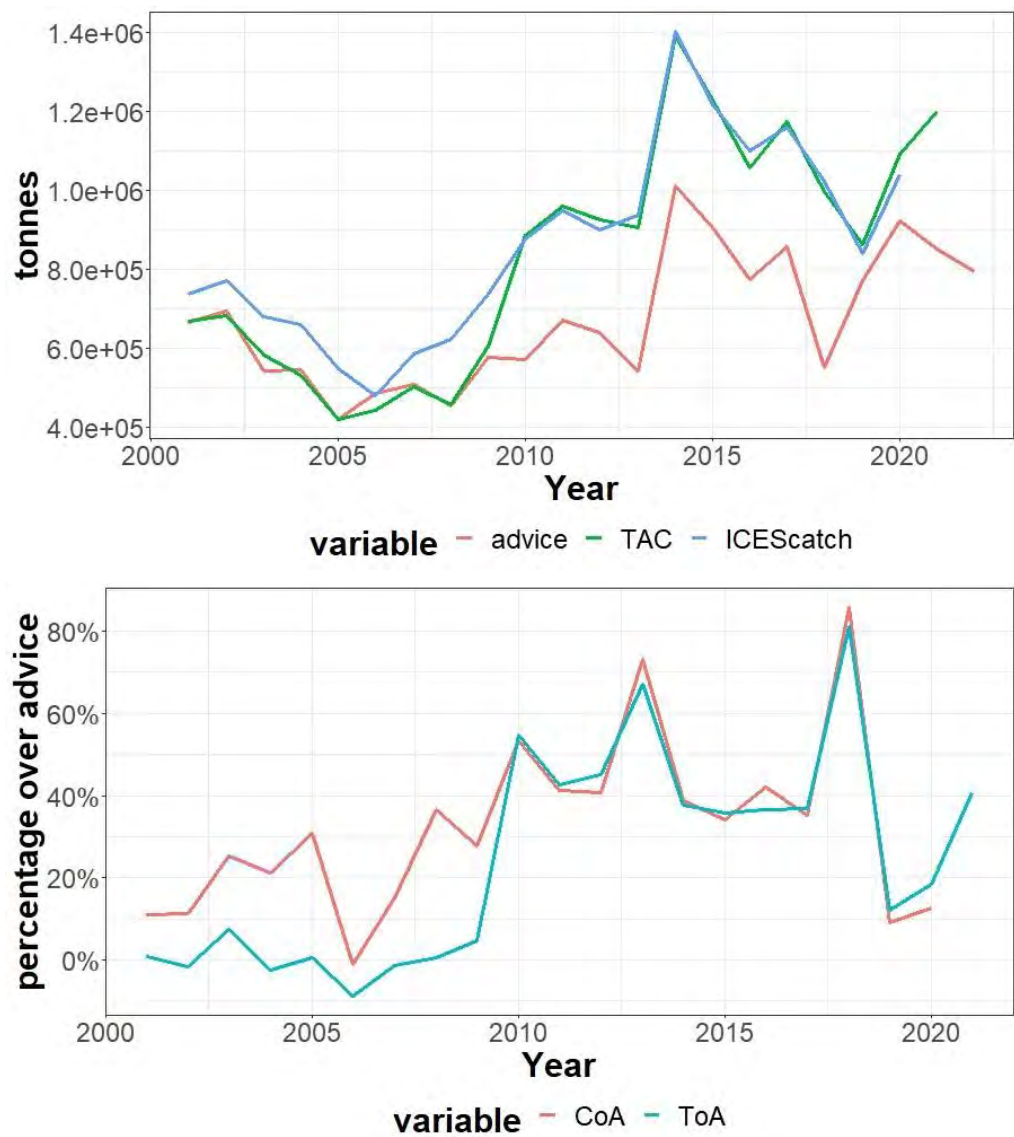 tonnes
1.4e+06
1.2e+06
1.0e+06
8.0e+05
6.0e+05
4.0e+05
2000 2005 2010 2015 2020
Year
variable advice TAC ICEScatch
percentage over advice
80%
60%
40%
20%
0%
2000 2005 2010 2015 2020
Year
variable CoA ToA